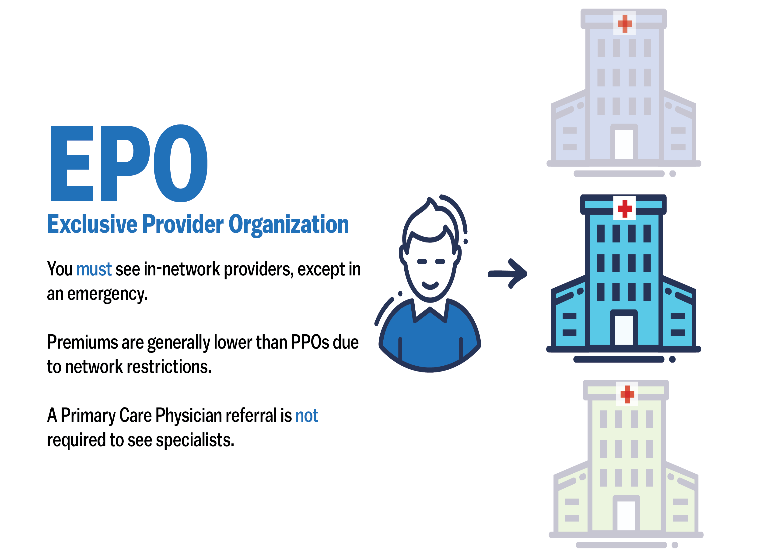 EPO
Exclusive Provider Organization
You must see in-network providers, except in
an emergency.
Premiums are generally lower than PPOs due
to network restrictions.
A Primary Care Physician referral is not
required to see specialists.